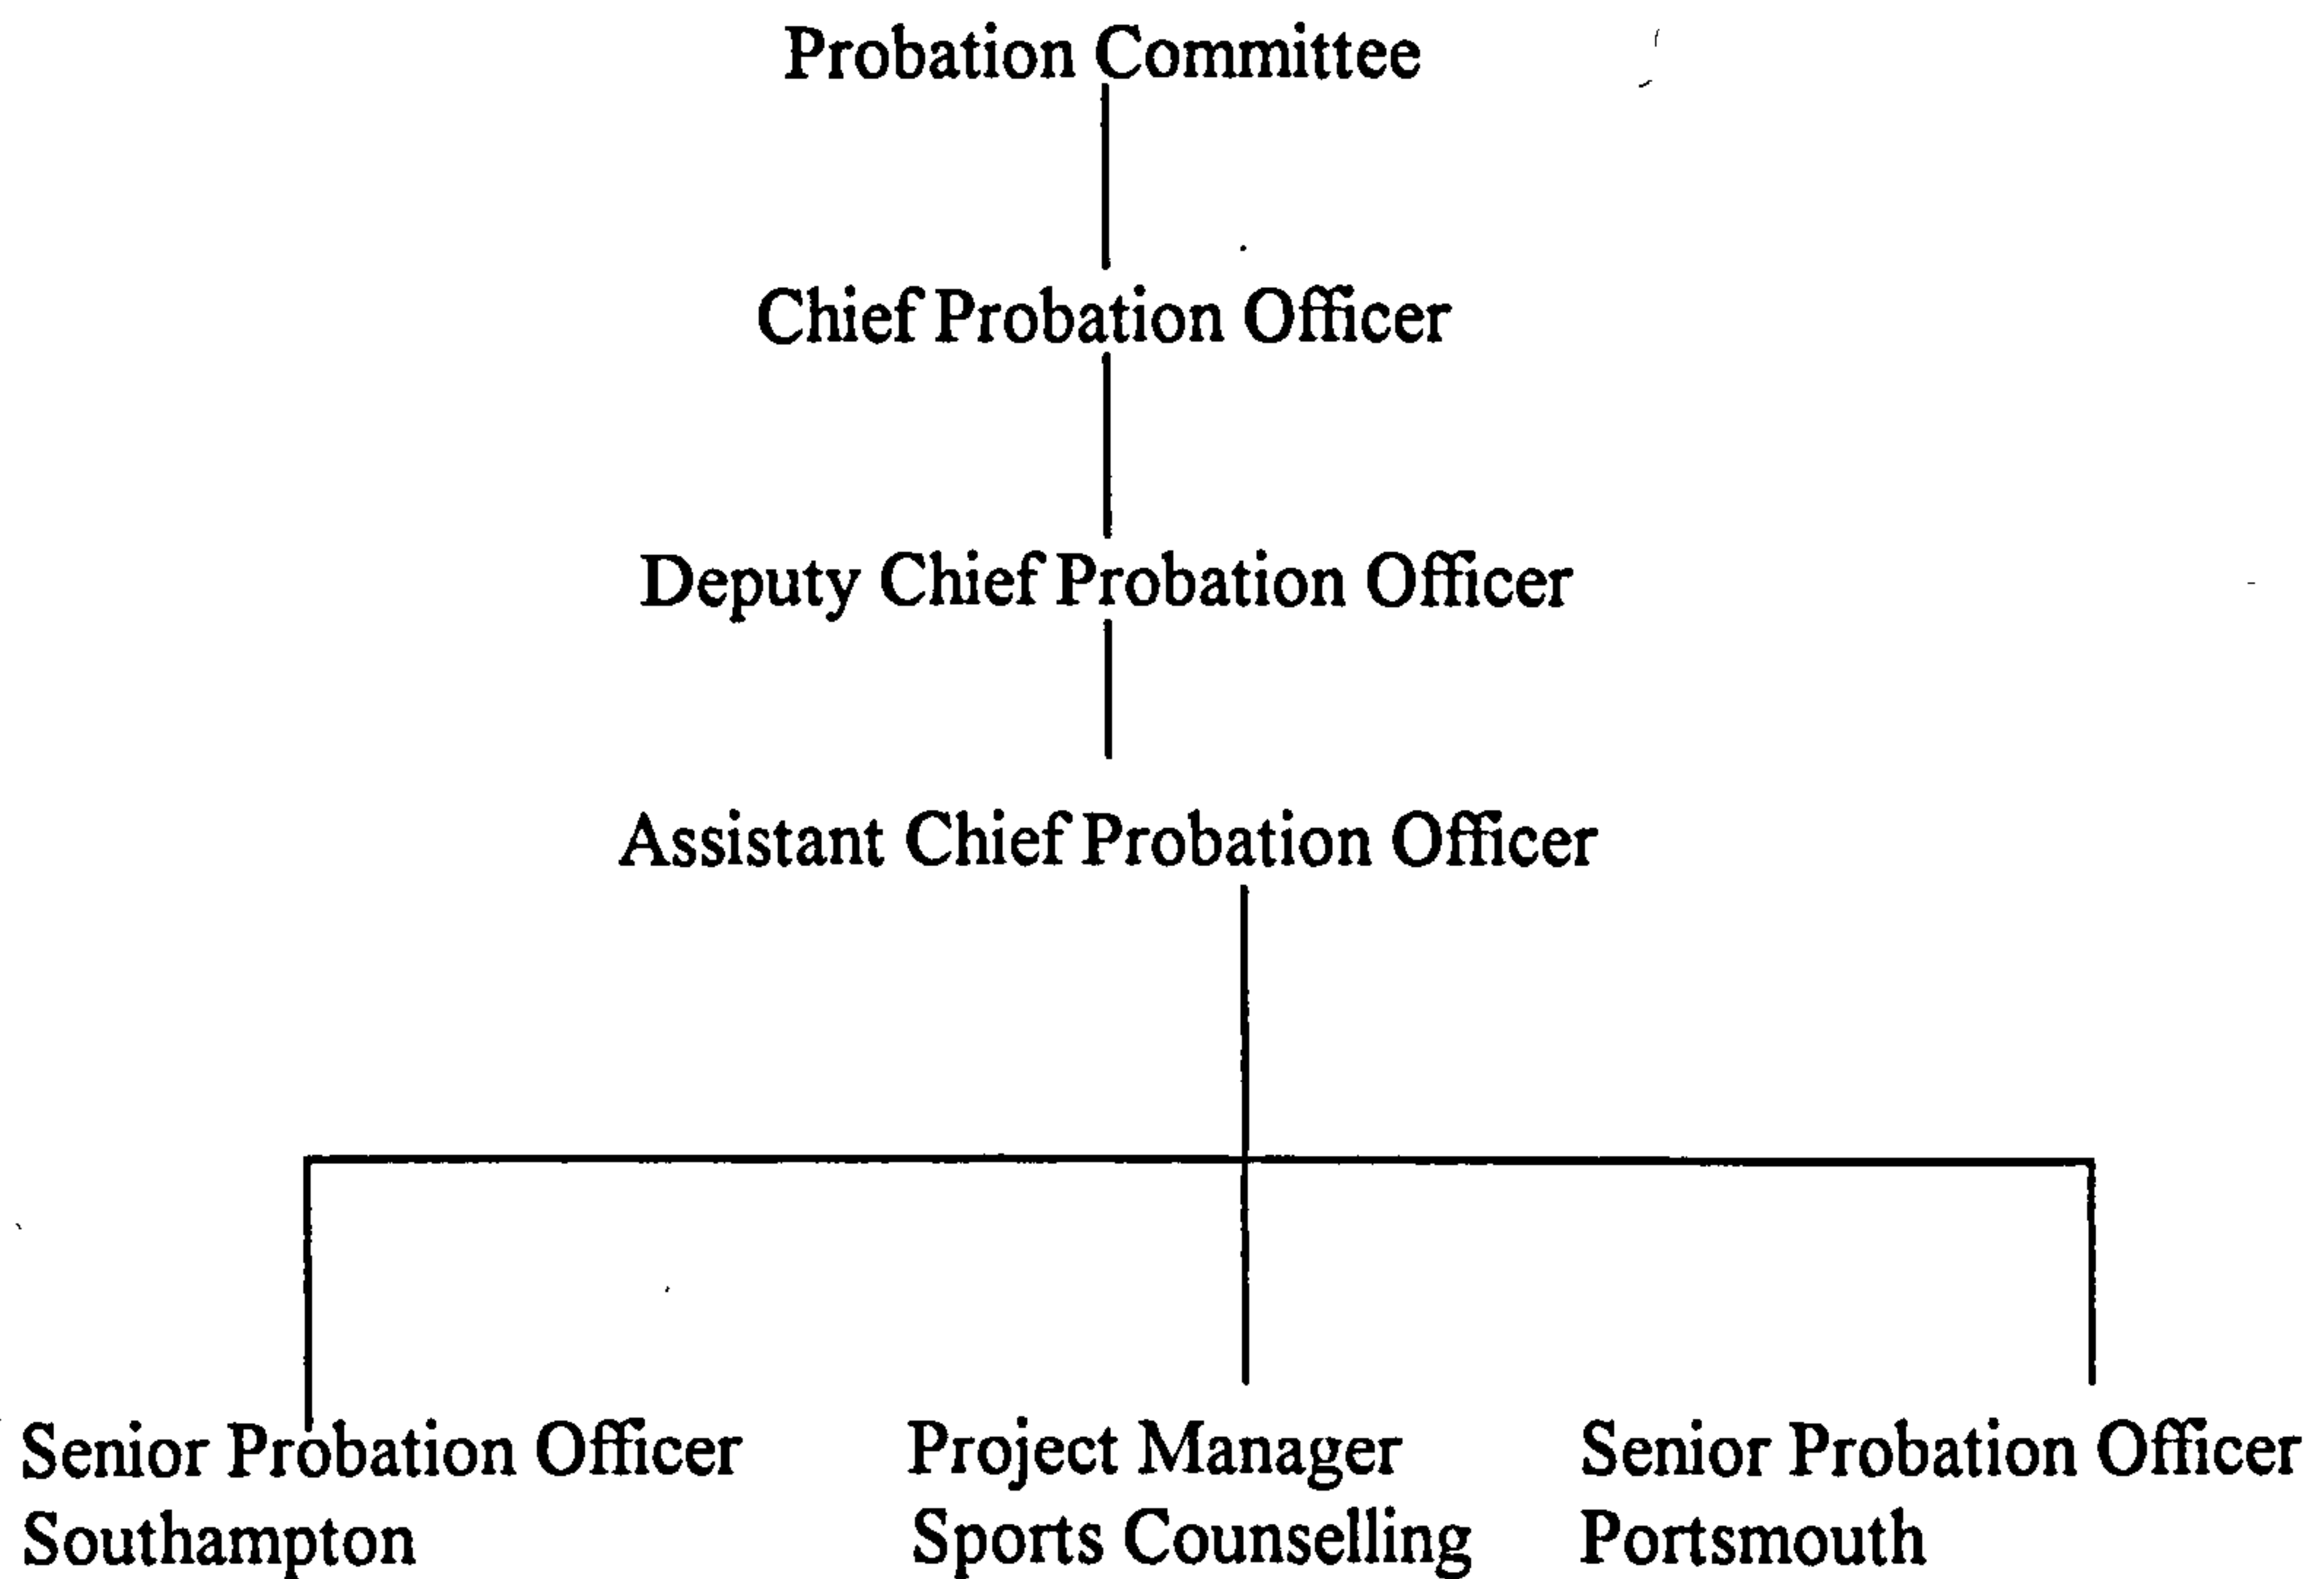 Probation Committee
Chief Probation Officer
Deputy Chief Probation Officer
Assistant Chief Probation Officer
Senior Probation Officer
Southampton
Project Manager
Sports Counselling
Senior Probation Officer
Portsmouth